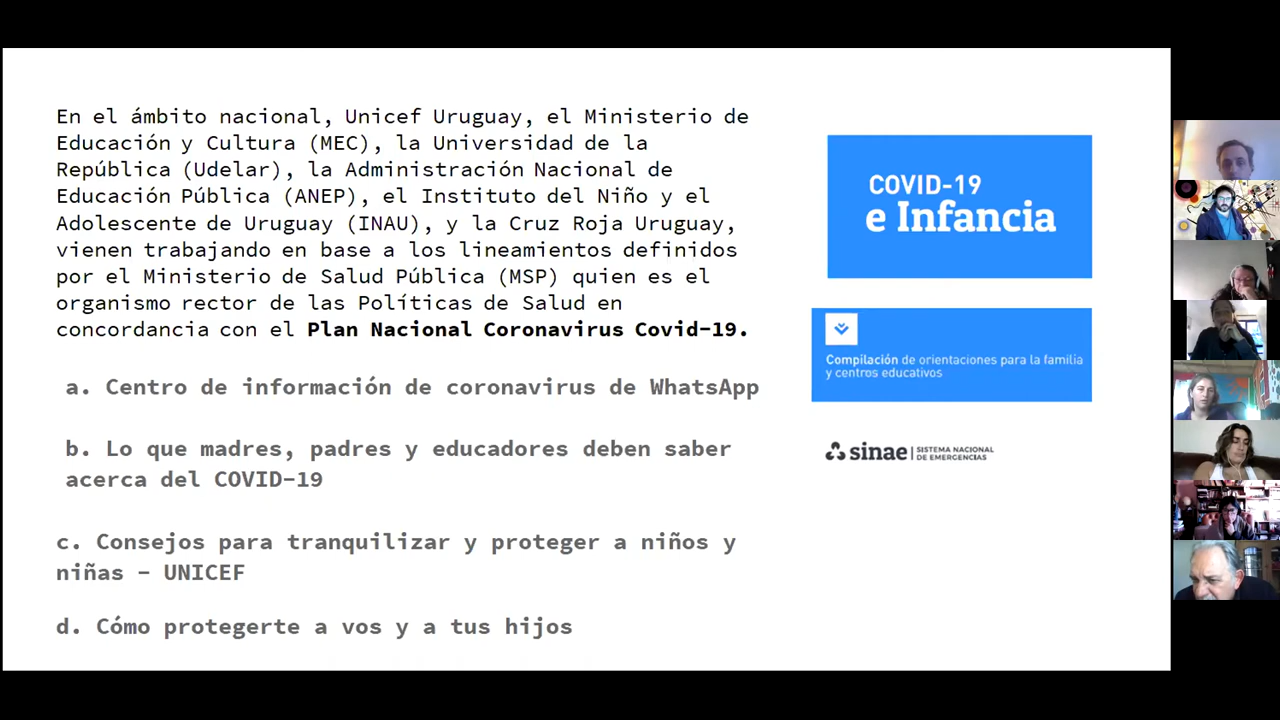 En el ámbito nacional, Unicef Uruguay, el Ministerio de
Educación y Cultura (MEC), la Universidad de la
República (Udelar), la Administración Nacional de
Educación Pública (ANEP), el Instituto del Niño y el
Adolescente de Uruguay (INAU), y la Cruz Roja Uruguay,
vienen trabajando en base a los lineamientos definidos
por el Ministerio de Salud Pública (MSP) quien es el
organismo rector de las Políticas de Salud en
concordancia con el Plan Nacional Coronavirus Covid-19.
a. Centro de información de coronavirus de WhatsApp
b. Lo que madres, padres y educadores deben saber
acerca del COVID-19
c. Consejos para tranquilizar y proteger a niños y
niñas - UNICEF
d. Cómo protegerte a vos y a tus hijos
COVID-19
e Infancia
Compilación de orientaciones para la familia
y centros educativos
sinae | SISTEMA NACIONAL
DE EMERGENCIAS